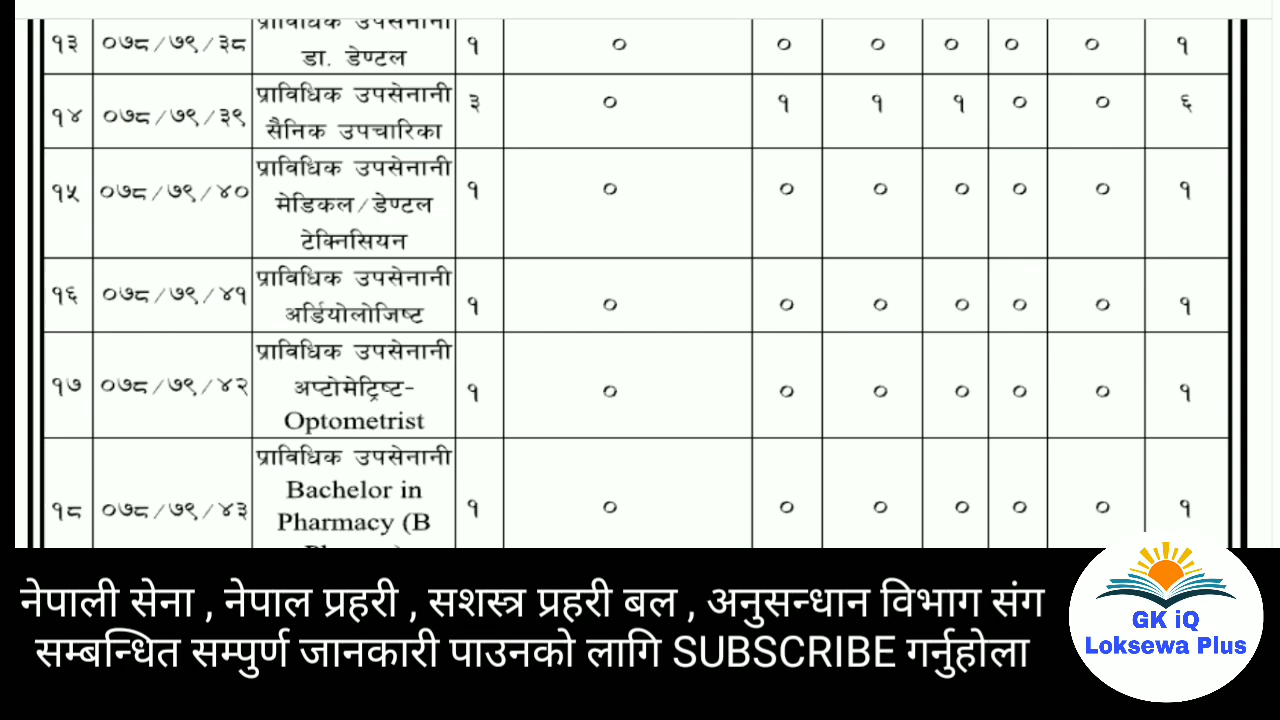 १३ ०७८/७९/३८ प्राविधिक उपसेनानी १ ० ० ० ० ० ० १
डा. डेण्टल
१४ ०७८/७९/३९ प्राविधिक उपसेनानी ३ ० १ १ १ ० ० ६
सैनिक उपचारिका
१५ ०७८/७९/४० प्राविधिक उपसेनानी १ ० ० ० ० ० ० १
मेडिकल/डेण्टल
टेक्निसियन
१६ ०७८/७९/४१ प्राविधिक उपसेनानी १ ० ० ० ० ० ० १
अर्डियोलोजिष्ट
१७ ०७८/७९/४२ प्राविधिक उपसेनानी १ ० ० ० ० ० ० १
अप्टोमेट्रिष्ट-
Optometrist
१८ ०७८/७९/४३ प्राविधिक उपसेनानी १ ० ० ० ० ० ० १
Bachelor in
Pharmacy (B
नेपाली सेना , नेपाल प्रहरी , सशस्त्र प्रहरी बल , अनुसन्धान विभाग संग
सम्बन्धित सम्पुर्ण जानकारी पाउनको लागि SUBSCRIBE गर्नुहोला
GK iQ
Loksewa Plus